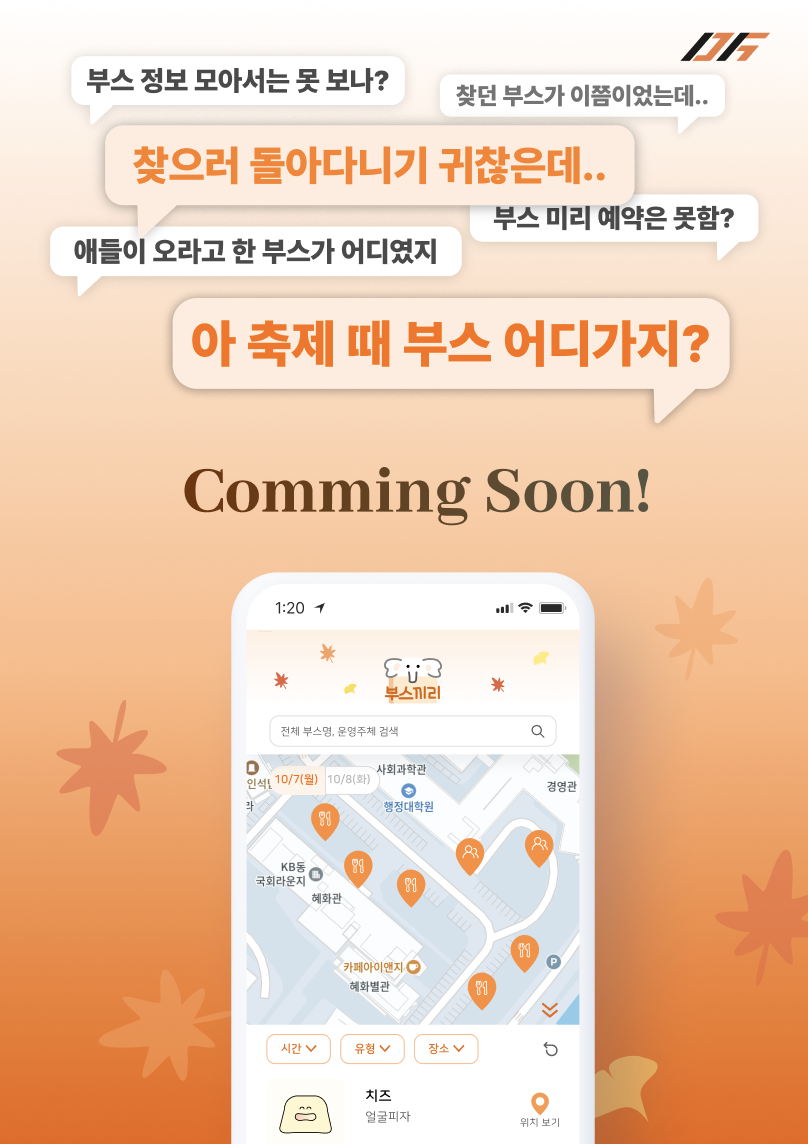 부스 정보 모아서는 못 보나?
찾던 부스가 이쯤이었는데..
찾으러 돌아다니기 귀찮은데..
부스 미리 예약은 못함?
애들이 오라고 한 부스가 어디였지
아 축제 때 부스 어디가지?
Comming Soon!
1:20
부스끼리
전체 부스명, 운영주체 검색
10/7(월)
10/8(화)
사회과학관
행정대학원
경영관
KB동
국회라운지
혜화관
카페아이앤지
혜화별관
P
시간
유형
장소
치즈
얼굴피자
위치 보기